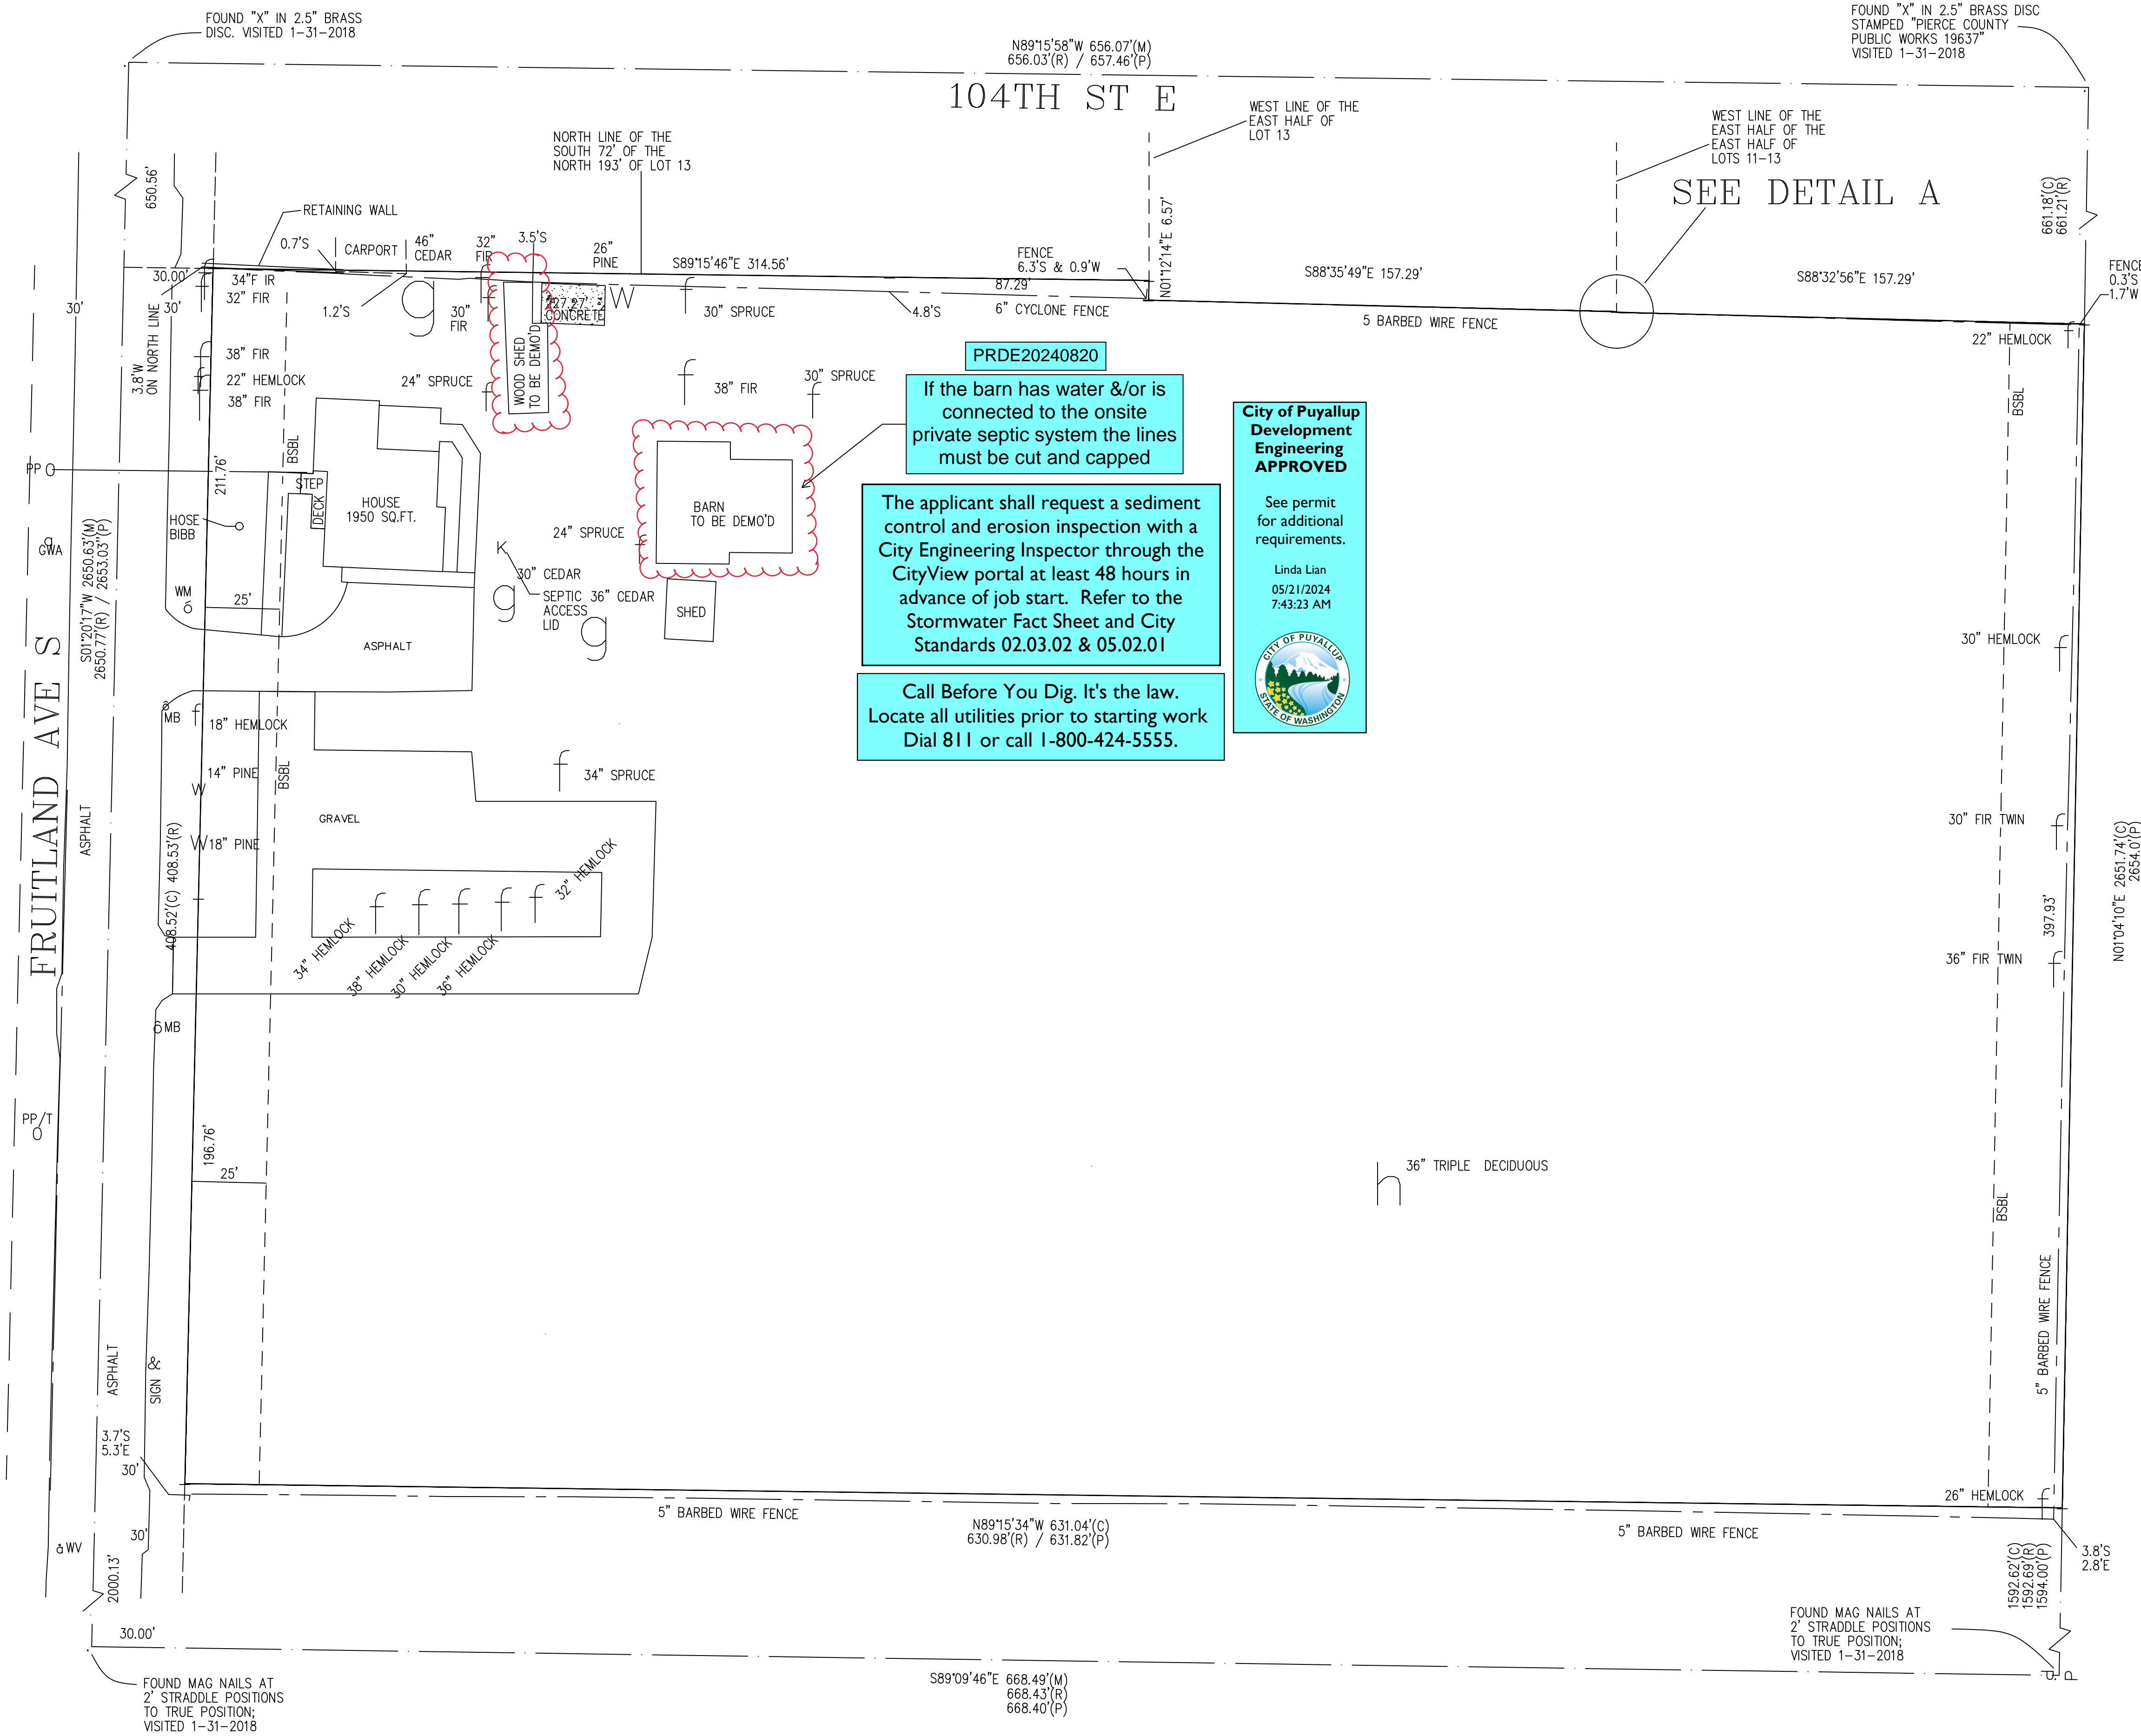 FOUND "X" IN 2.5" BRASS
DISC. VISITED 1-31-2018
N89°15'58"W 656.07'(M)
656.03'(R) / 657.46'(P)
FOUND "X" IN 2.5" BRASS DISC
STAMPED "PIERCE COUNTY
PUBLIC WORKS 19637"
VISITED 1-31-2018
104TH ST E
WEST LINE OF THE
EAST HALF OF
LOT 13
WEST LINE OF THE
EAST HALF OF THE
EAST HALF OF
LOTS 11-13
NORTH LINE OF THE
SOUTH 72' OF THE
NORTH 193' OF LOT 13
SEE DETAIL A
650.56'
661.18'(C)
661.21'(R)
RETAINING WALL
0.7'S
CARPORT
46"
CEDAR
32"
FIR
3.5'S
26"
PINE
S89°15'46"E 314.56'
FENCE
6.3'S & 0.9'W
N01°12'14"E 6.57'
S88°35'49"E 157.29'
S88°32'56"E 157.29'
FENCE
0.3'S
1.7'W
30.00'
34"F IR
32" FIR
30'
30'
1.2'S
30"
FIR
227.27'
CONCRETE
30" SPRUCE
87.29'
4.8'S
6" CYCLONE FENCE
5 BARBED WIRE FENCE
22" HEMLOCK
3.8'W
ON NORTH LINE
38" FIR
22" HEMLOCK
38" FIR
24" SPRUCE
WOOD SHED
TO BE DEMO'D
38" FIR
30" SPRUCE
PRDE20240820
If the barn has water &/or is
connected to the onsite
private septic system the lines
must be cut and capped
City of Puyallup
Development
Engineering
APPROVED
See permit
for additional
requirements.
Linda Lian
05/21/2024
7:43:23 AM
CITY OF PUYALLUP
STATE OF WASHINGTON
BSBL
BSBL
PP
211.76'
STEP
DECK
HOUSE
1950 SQ.FT.
BARN
TO BE DEMO'D
HOSE
BIBB
GWA
S01°20'17"W 2650.63'(M)
2650.77'(R) / 2653.03"(P)
24" SPRUCE
The applicant shall request a sediment
control and erosion inspection with a
City Engineering Inspector through the
CityView portal at least 48 hours in
advance of job start. Refer to the
Stormwater Fact Sheet and City
Standards 02.03.02 & 05.02.01
WM
25'
30" CEDAR
SEPTIC
ACCESS
LID
36" CEDAR
SHED
ASPHALT
30" HEMLOCK
FRUITLAND AVE S
Call Before You Dig. It's the law.
Locate all utilities prior to starting work
Dial 811 or call 1-800-424-5555.
MB
18" HEMLOCK
14" PINE
BSBL
34" SPRUCE
ASPHALT
GRAVEL
18" PINE
408.52'(C) 408.53'(R)
30" FIR TWIN
N01°04'10"E 2651.74'(C)
2654.0'(P)
397.93'
34" HEMLOCK
38" HEMLOCK
30" HEMLOCK
36" HEMLOCK
32" HEMLOCK
36" FIR TWIN
MB
PP/T
196.76'
25'
36" TRIPLE DECIDUOUS
BSBL
5" BARBED WIRE FENCE
ASPHALT
SIGN
3.7'S
5.3'E
30'
5" BARBED WIRE FENCE
N89°15'34"W 631.04'(C)
630.98'(R) / 631.82'(P)
5" BARBED WIRE FENCE
26" HEMLOCK
30'
WV
2000.13'
3.8'S
2.8'E
1592.62'(C)
1592.69'(R)
1594.00'(P)
30.00'
FOUND MAG NAILS AT
2' STRADDLE POSITIONS
TO TRUE POSITION;
VISITED 1-31-2018
FOUND MAG NAILS AT
2' STRADDLE POSITIONS
TO TRUE POSITION;
VISITED 1-31-2018
S89°09'46"E 668.49'(M)
668.43'(R)
668.40'(P)